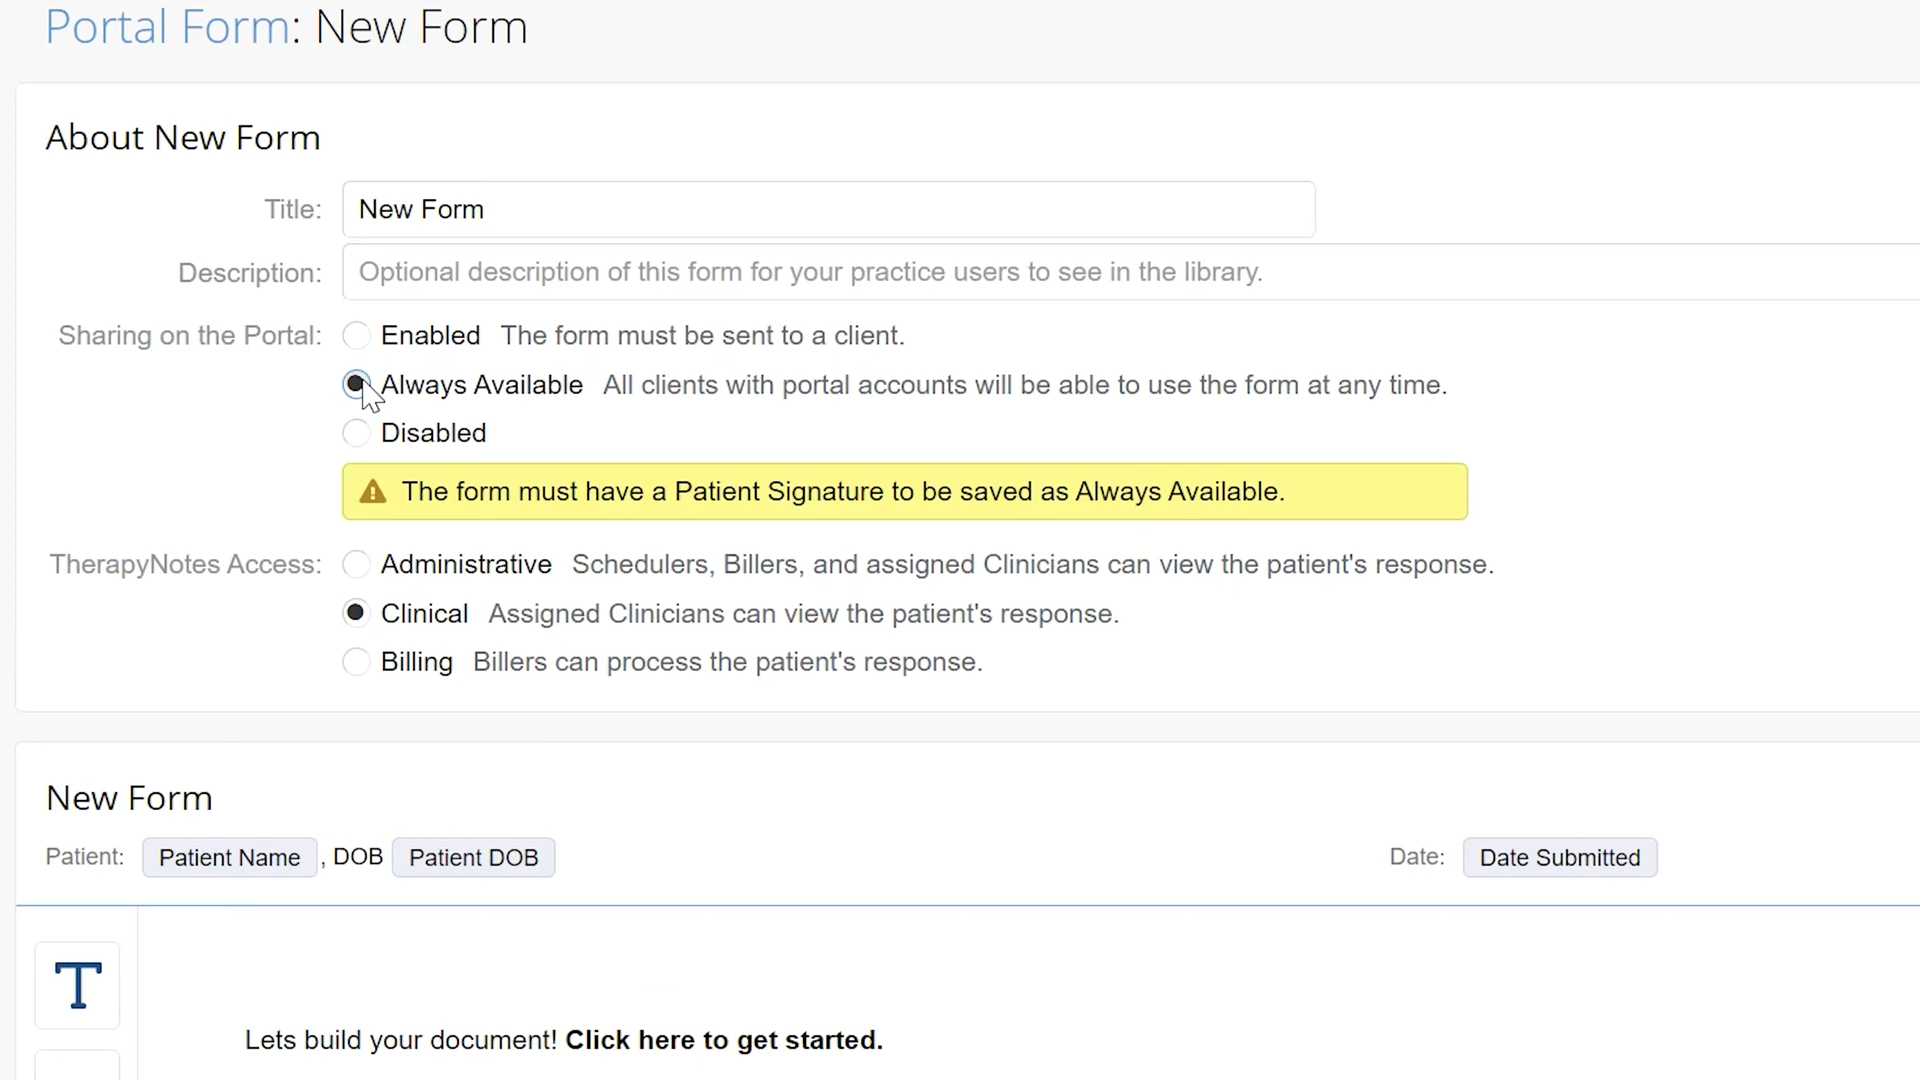 Portal Form: New Form
About New Form
Title: New Form
Description: Optional description of this form for your practice users to see in the library.
Sharing on the Portal: Enabled The form must be sent to a client.
Always Available All clients with portal accounts will be able to use the form at any time.
Disabled
The form must have a Patient Signature to be saved as Always Available.
TherapyNotes Access: Administrative Schedulers, Billers, and assigned Clinicians can view the patient's response.
Clinical Assigned Clinicians can view the patient's response.
Billing Billers can process the patient's response.
New Form
Patient: Patient Name , DOB Patient DOB Date: Date Submitted
T
Lets build your document! Click here to get started.